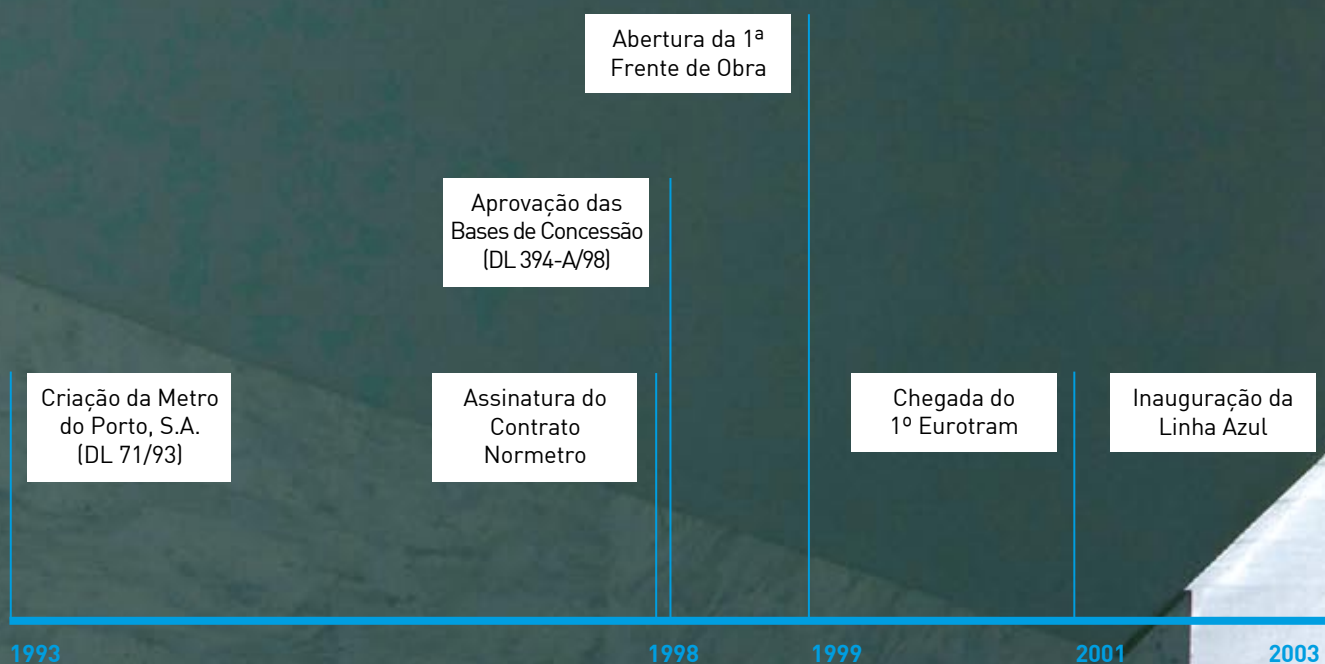 Abertura da 1ª
Frente de Obra
Aprovação das
Bases de Concessão
(DL 394-A/98)
Criação da Metro
do Porto, S.A.
(DL 71/93)
Assinatura do
Contrato
Normetro
Chegada do
1º Eurotram
Inauguração da
Linha Azul
1993
1998
1999
2001
2003